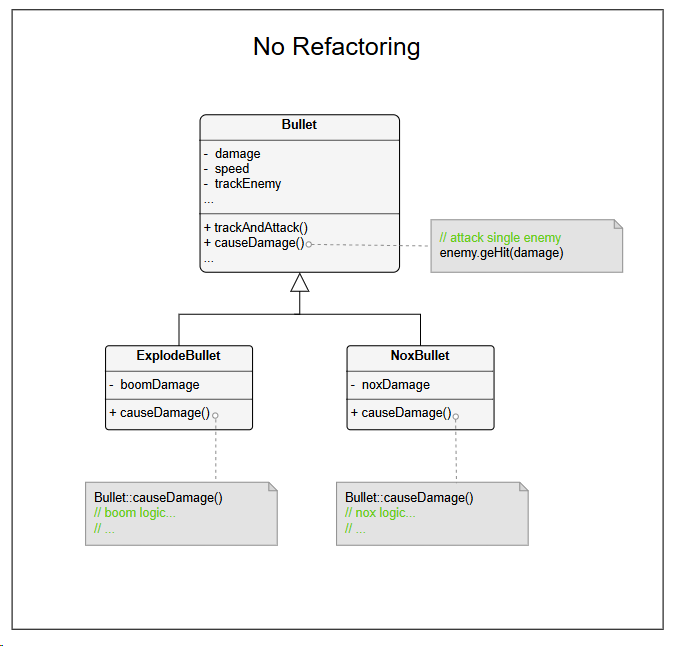 No Refactoring
Bullet
- damage
- speed
- trackEnemy
...
+ trackAndAttack()
+ causeDamage()
...
// attack single enemy
enemy.geHit(damage)
ExplodeBullet
- boomDamage
+ causeDamage()
NoxBullet
- noxDamage
+ causeDamage()
Bullet::causeDamage()
// boom logic...
// ...
Bullet::causeDamage()
// nox logic...
// ...